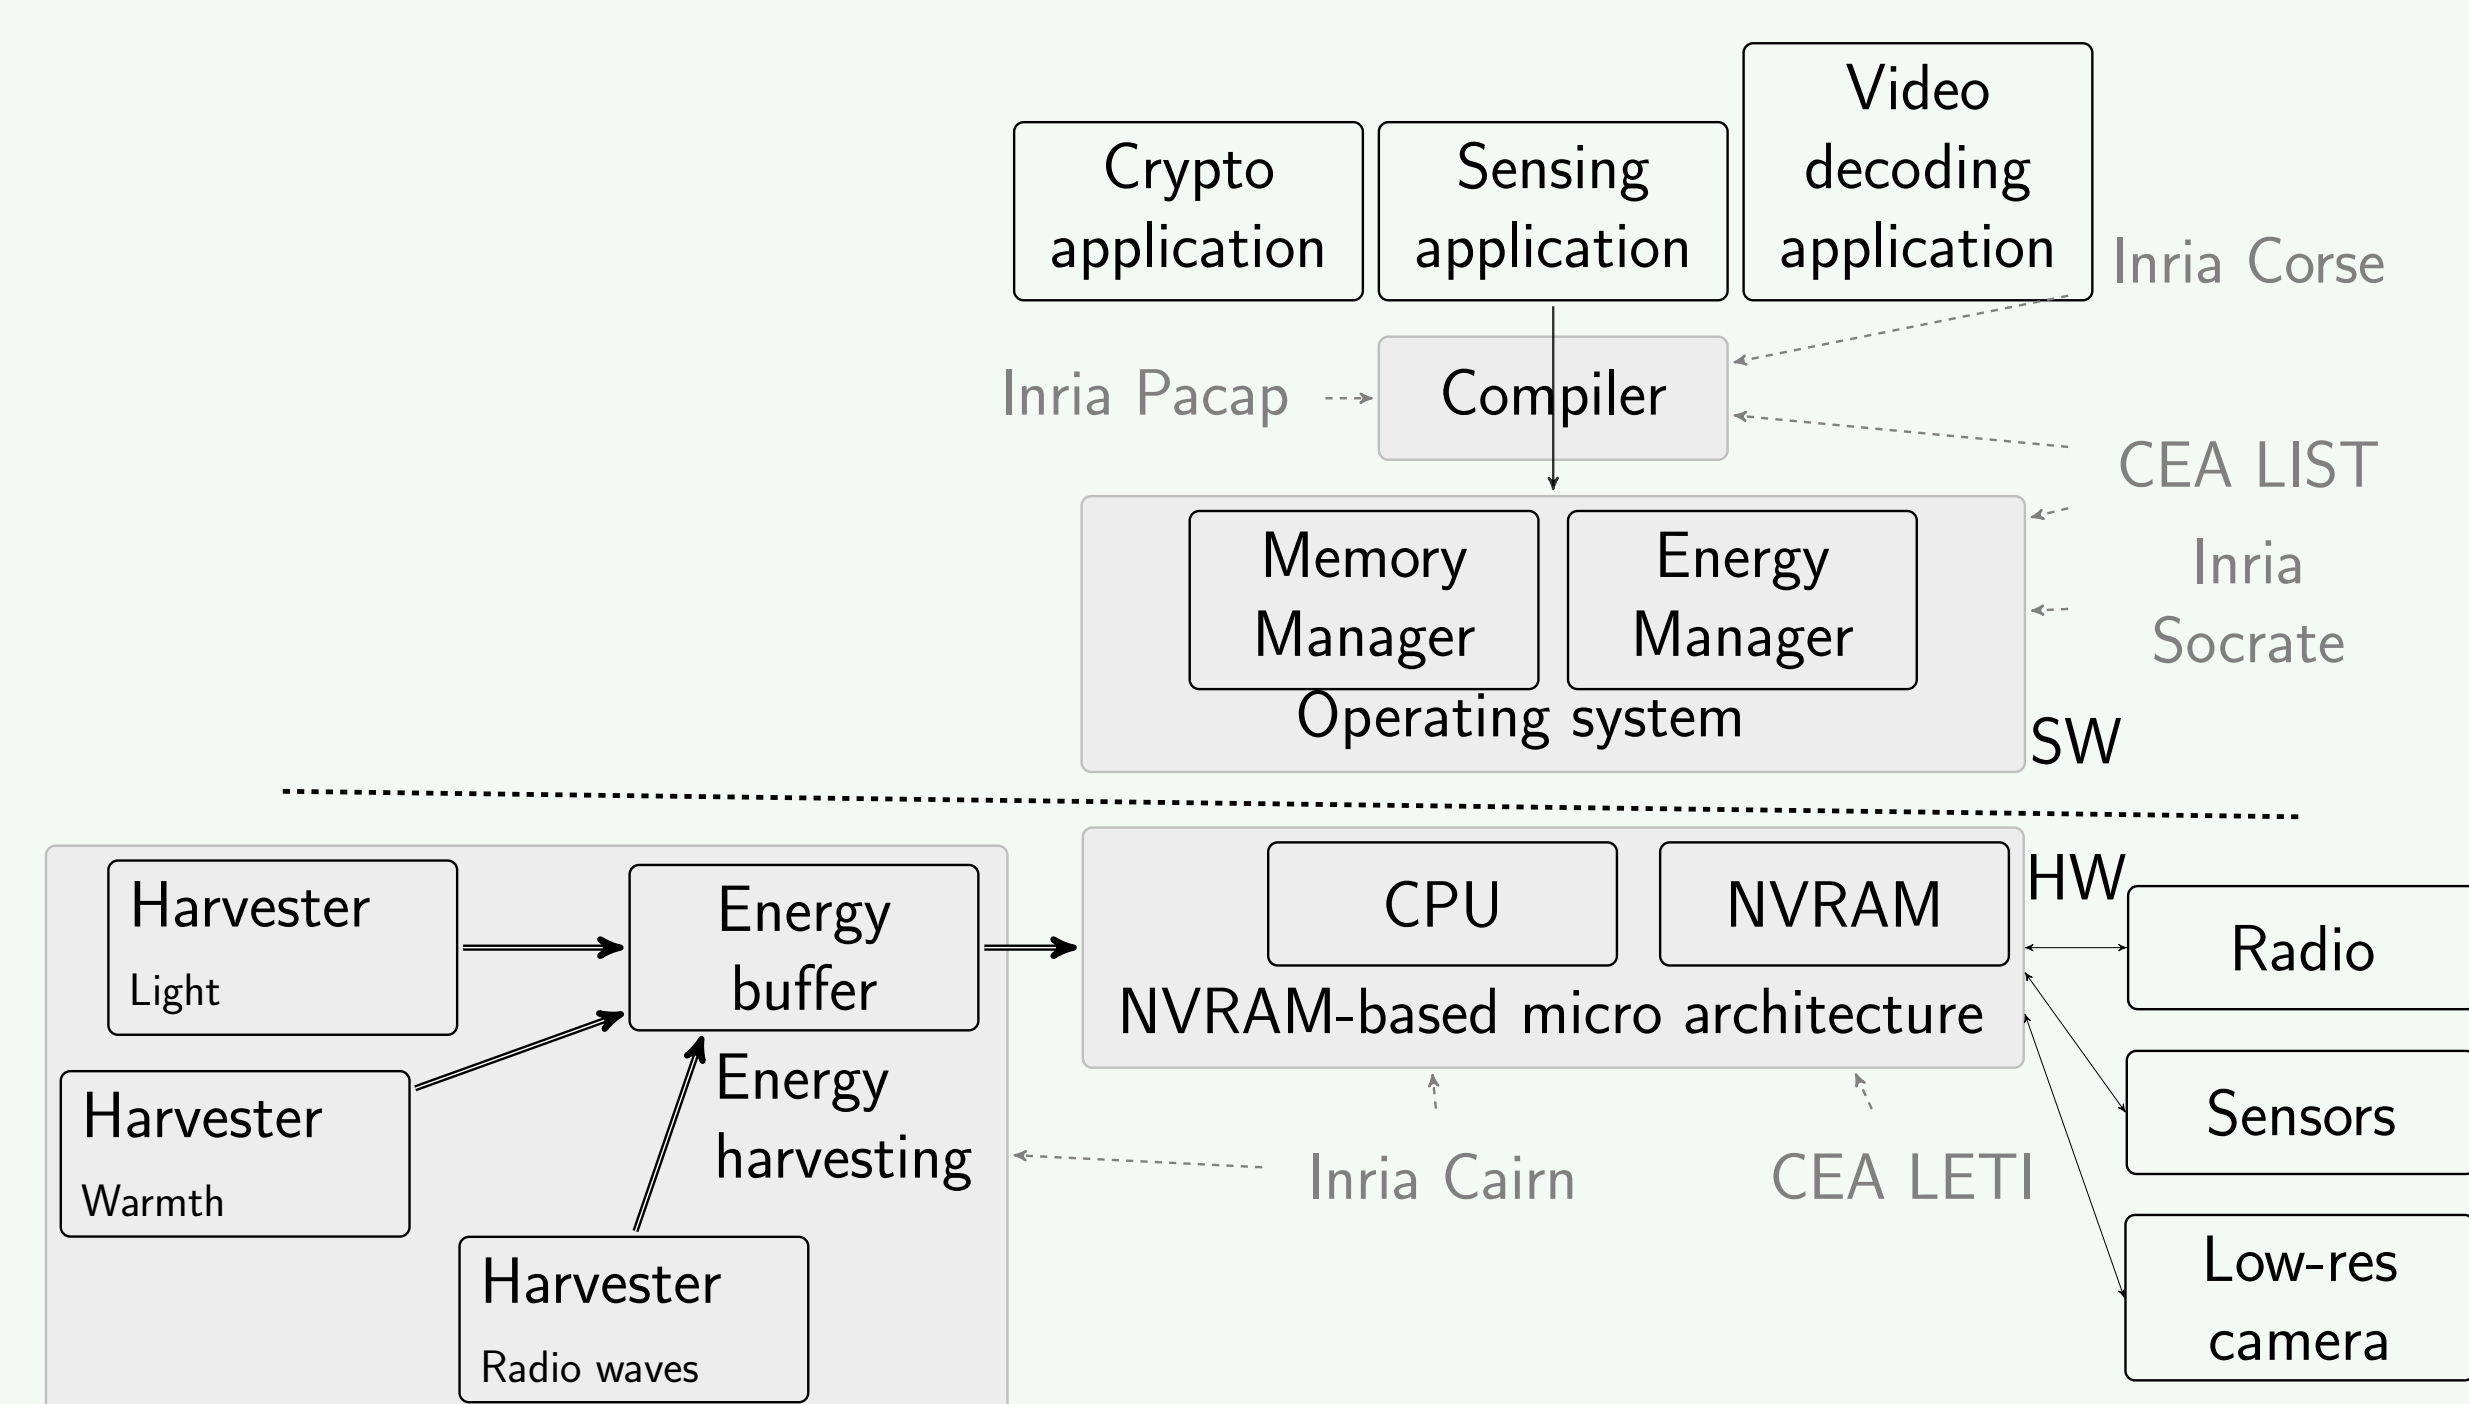 Video
decoding
application
Crypto
application
Sensing
application
Inria Corse
Inria Pacap
Compiler
CEA LIST
Memory
Manager
Energy
Manager
Operating system
Inria
Socrate
SW
HW
Harvester
Light
Energy
buffer
CPU
NVRAM
NVRAM-based micro architecture
Radio
Harvester
Warmth
Energy
harvesting
Inria Cairn
CEA LETI
Sensors
Harvester
Radio waves
Low-res
camera